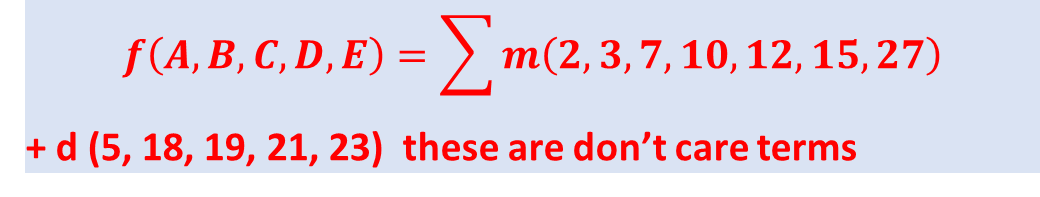 f(A, B, C, D, E) = ∑ m(2, 3, 7, 10, 12, 15, 27)
+ d (5, 18, 19, 21, 23)  these are don’t care terms